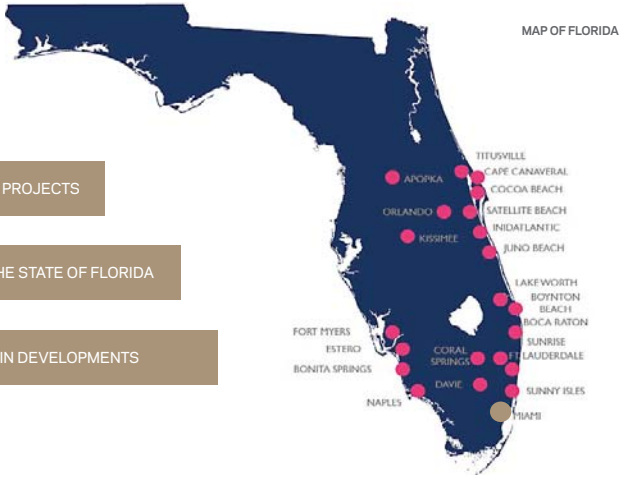 MAP OF FLORIDA
TITUSVILLE
CAPE CANAVERAL
APOPKA
COCOA BEACH
ORLANDO
SATELLITE BEACH
INIDATLANTIC
KISSIMEE
JUNO BEACH
PROJECTS
HE STATE OF FLORIDA
IN DEVELOPMENTS
LAKE WORTH
BOYNTON
BEACH
BOCA RATON
FORT MYERS
SUNRISE
ESTERO
CORAL
SPRINGS
FT LAUDERDALE
BONITA SPRINGS
DAVIE
SUNNY ISLES
NAPLES
MIAMI